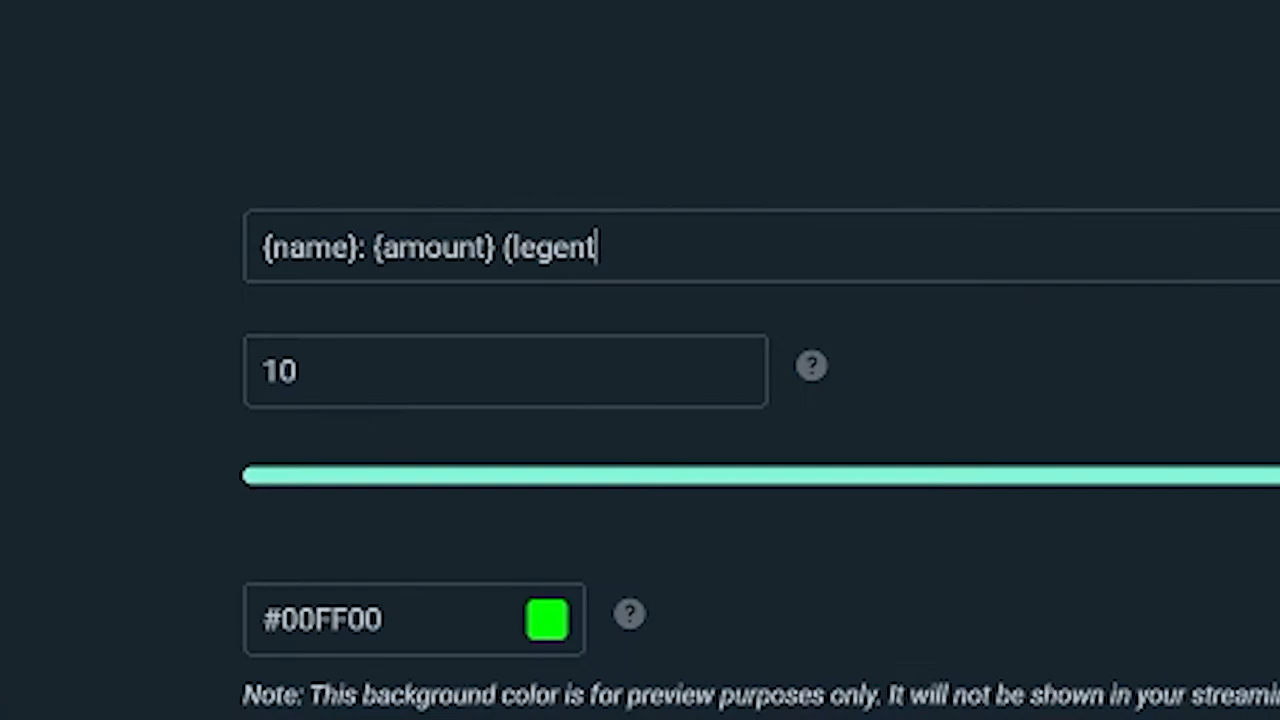 {name}: {amount} (legent
10
?
#00FF00
?
Note: This background color is for preview purposes only. It will not be shown in your